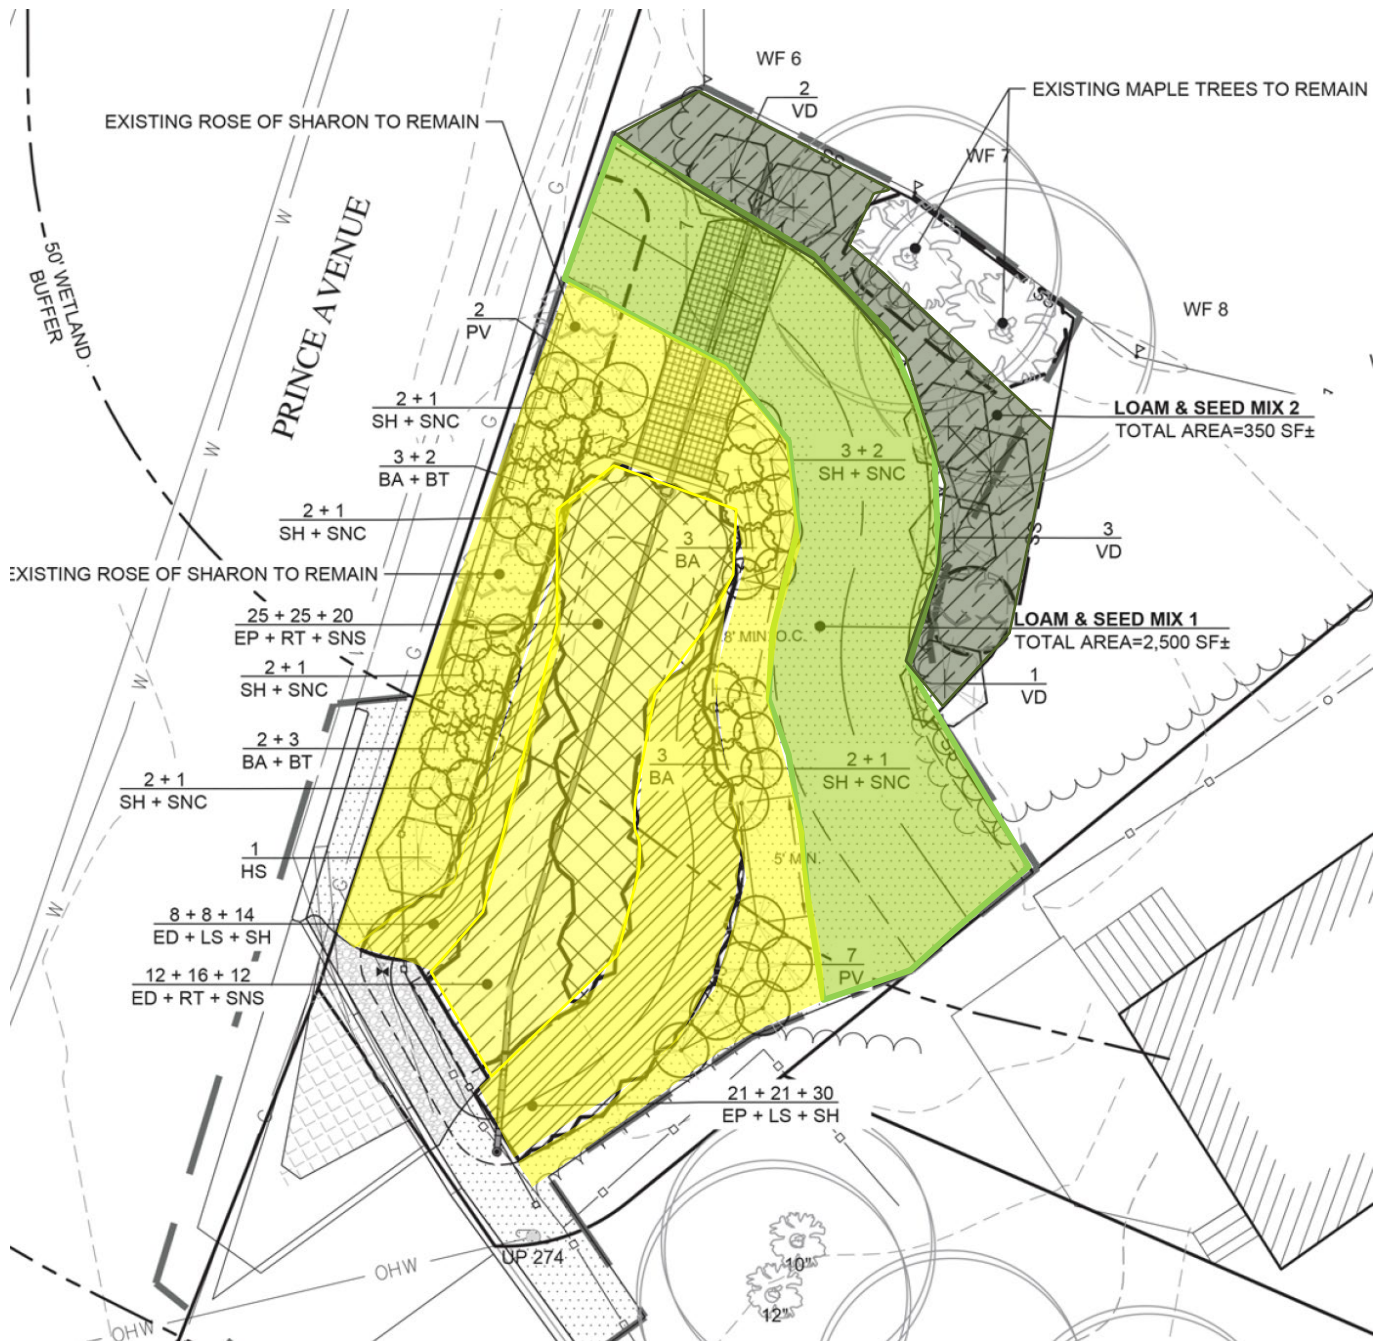 WF 6
2
VD
EXISTING MAPLE TREES TO REMAIN
EXISTING ROSE OF SHARON TO REMAIN
SS
WF 7
G
W
PRINCE AVENUE
50' WETLAND
BUFFER
7
SS
WF 8
2
PV
7
2 + 1
SH + SNC
G
LOAM & SEED MIX 2
TOTAL AREA=350 SF±
W
3 + 2
BA + BT
3 + 2
SH + SNC
2 + 1
SH + SNC
3
BA
SS
3
VD
EXISTING ROSE OF SHARON TO REMAIN
25 + 25 + 20
EP + RT + SNS
8' MIN O.C.
LOAM & SEED MIX 1
TOTAL AREA=2,500 SF±
G
2 + 1
SH + SNC
W
1
VD
2 + 3
BA + BT
3
BA
2 + 1
SH + SNC
2 + 1
SH + SNC
1
HS
5' MIN.
G
W
8 + 8 + 14
ED + LS + SH
7
PV
12 + 16 + 12
ED + RT + SNS
21 + 21 + 30
EP + LS + SH
G
UP 274
OHW
10"
12"
OHW